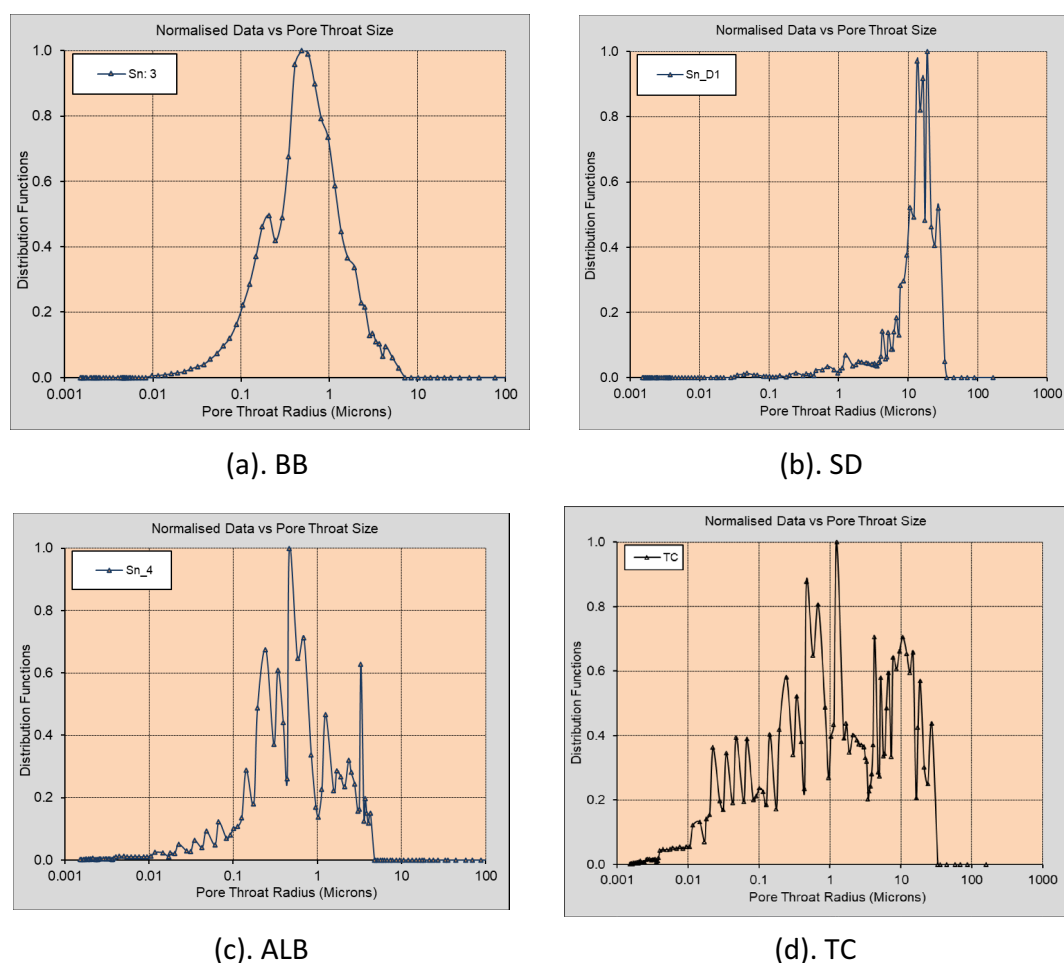 Normalised Data vs Pore Throat Size
Sn: 3
Distribution Functions
1.0
0.8
0.6
0.4
0.2
0.0
0.001 0.01 0.1 1 10 100
Pore Throat Radius (Microns)
(a). BB
Normalised Data vs Pore Throat Size
Sn_D1
Distribution Functions
1.0
0.8
0.6
0.4
0.2
0.0
0.001 0.01 0.1 1 10 100 1000
Pore Throat Radius (Microns)
(b). SD
Normalised Data vs Pore Throat Size
Sn_4
Distribution Functions
1.0
0.8
0.6
0.4
0.2
0.0
0.001 0.01 0.1 1 10 100
Pore Throat Radius (Microns)
(c). ALB
Normalised Data vs Pore Throat Size
TC
Distribution Functions
1.0
0.8
0.6
0.4
0.2
0.0
0.001 0.01 0.1 1 10 100 1000
Pore Throat Radius (Microns)
(d). TC